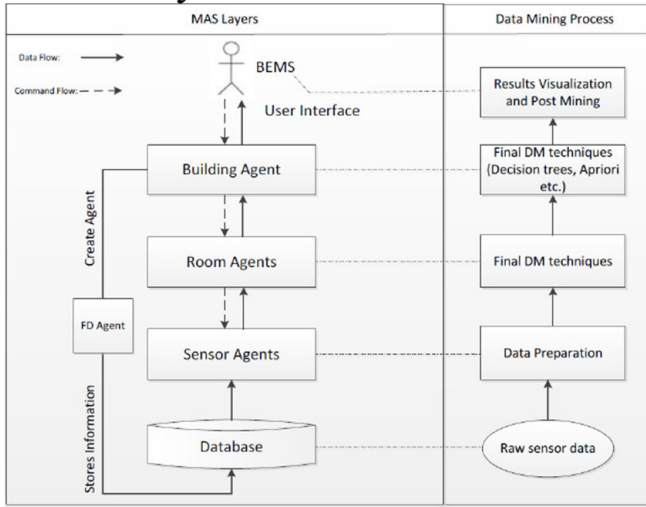 MAS Layers
Data Mining Process
Data Flow:
Command Flow:
BEMS
User Interface
Building Agent
Room Agents
Sensor Agents
Database
Create Agent
FD Agent
Stores Information
Results Visualization
and Post Mining
Final DM techniques
(Decision trees, Apriori
etc.)
Final DM techniques
Data Preparation
Raw sensor data